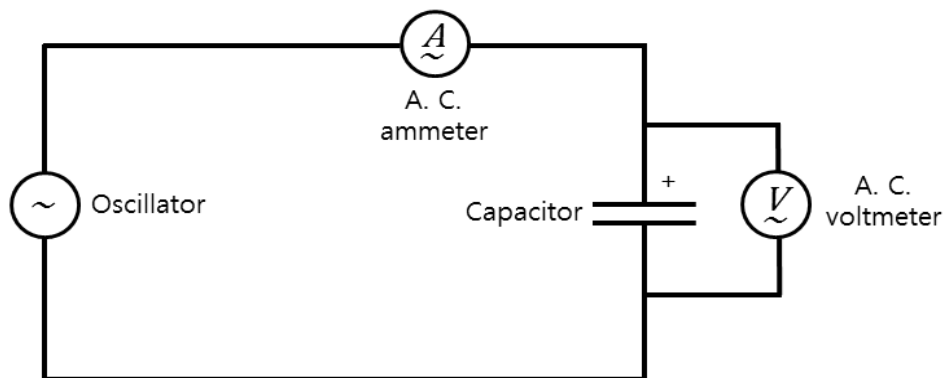 A
~
A. C.
ammeter
~
Oscillator
Capacitor
+
V
~
A. C.
voltmeter